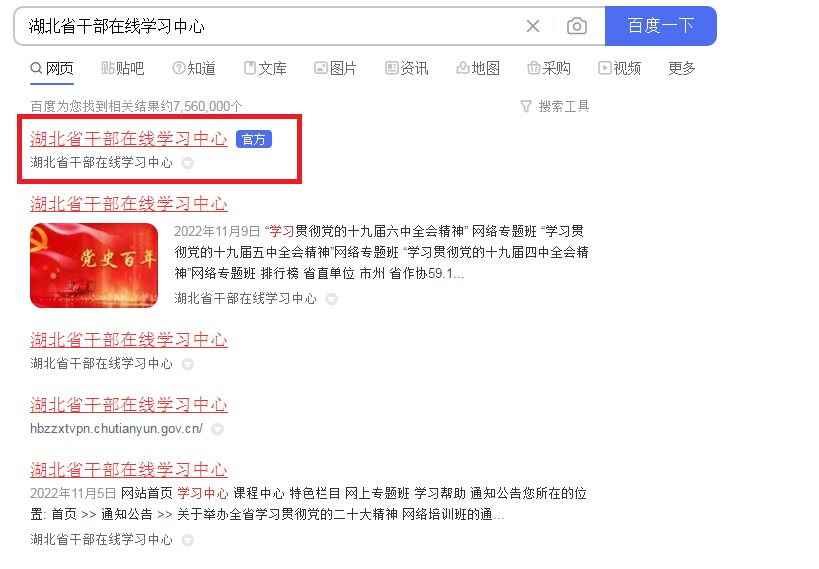 湖北省干部在线学习中心
百度一下
网页 贴贴吧 知道 文库 图片 资讯 地图 采购 视频 更多
百度为您找到相关结果约7,560,000个 搜索工具
湖北省干部在线学习中心 官方
湖北省干部在线学习中心
湖北省干部在线学习中心
党史百年
2022年11月9日 “学习贯彻党的十九届六中全会精神” 网络专题班 “学习贯
彻党的十九届五中全会精神”网络专题班 “学习贯彻党的十九届四中全会精
神”网络专题班 排行榜 省直单位 市州 省作协59.1...
湖北省干部在线学习中心
湖北省干部在线学习中心
湖北省干部在线学习中心
湖北省干部在线学习中心
hbzzxtvpn.chutianyun.gov.cn/
湖北省干部在线学习中心
2022年11月5日 网站首页 学习中心 课程中心 特色栏目 网上专题班 学习帮助 通知公告您所在的位
置: 首页 >> 通知公告 >> 关于举办全省学习贯彻党的二十大精神 网络培训班的通...
湖北省干部在线学习中心